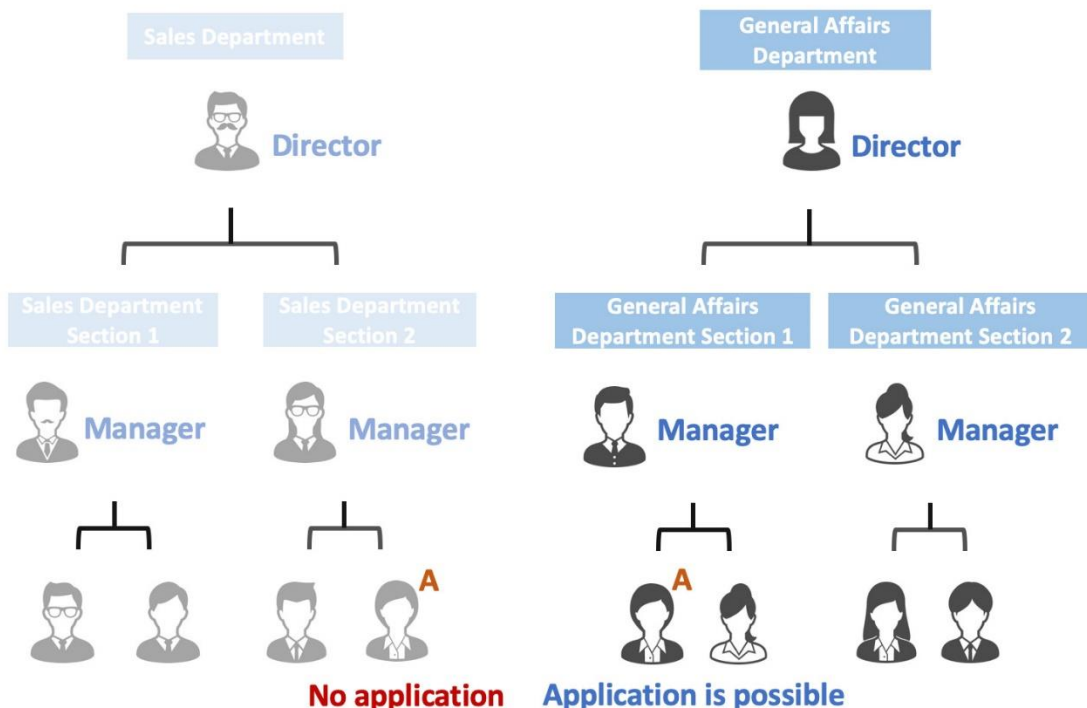 Sales Department
General Affairs
Department
Director
Director
Sales Department
Section 1
Sales Department
Section 2
General Affairs
Department Section 1
General Affairs
Department Section 2
Manager
Manager
Manager
Manager
A
A
No application
Application is possible